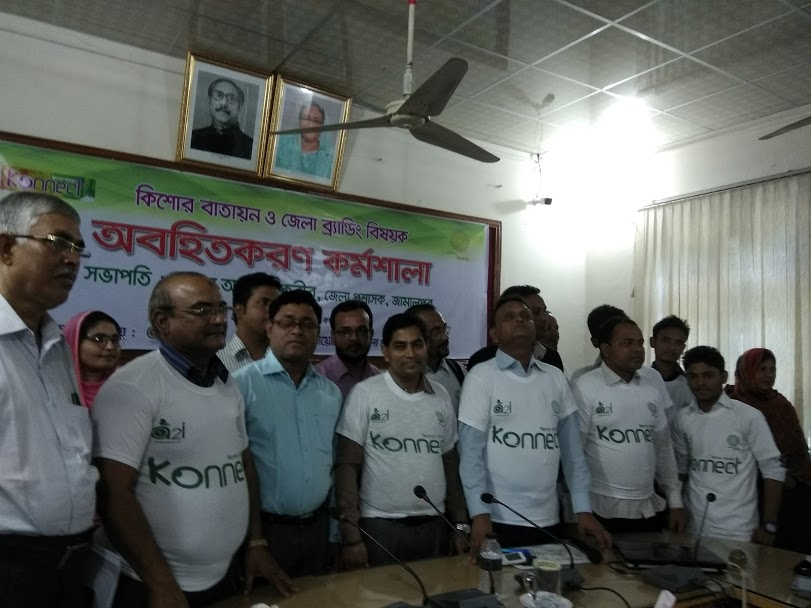 Konnect
কিশোর বাতায়ন ও জেলা ব্র্যান্ডিং বিষয়ক
অবহিতকরণ কর্মশালা
সভাপতি :
জেলা প্রশাসক, জামালপুর
a2i
Konnect
Konnect
a2i
Konnect
a2i
Konnect
Konnect